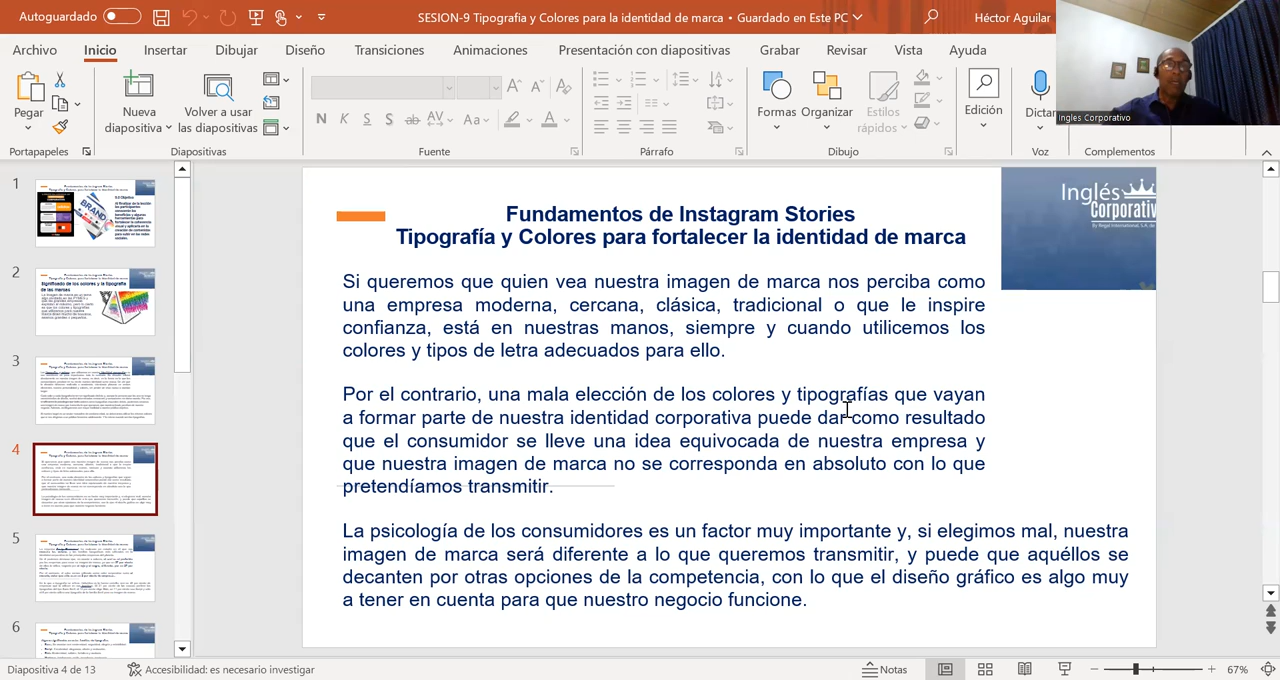 Autoguardado
SESION-9 Tipografia y Colores para la identidad de marca • Guardado en Este PC
Héctor Aguilar
Archivo Inicio Insertar Dibujar Diseño Transiciones Animaciones Presentación con diapositivas Grabar Revisar Vista Ayuda
Pegar
Nueva diapositiva
Volver a usar las diapositivas
N K S S ab AV Aa A
Formas Organizar Estilos rápidos
Edición
Dictar
Ingles Corporativo
Portapapeles Diapositivas Fuente Párrafo Dibujo Voz Complementos
1
2
3
4
5
6
Inglés
Corporativ
Fundamentos de Instagram Stories
Tipografía y Colores para fortalecer la identidad de marca
Si queremos que quien vea nuestra imagen de marca nos perciba como
una empresa moderna, cercana, clásica, tradicional o que le inspire
confianza, está en nuestras manos, siempre y cuando utilicemos los
colores y tipos de letra adecuados para ello.
Por el contrario, una mala elección de los colores y tipografías que vayan
a formar parte de nuestra identidad corporativa puede dar como resultado
que el consumidor se lleve una idea equivocada de nuestra empresa y
que nuestra imagen de marca no se corresponda en absoluto con lo que
pretendíamos transmitir.
La psicología de los consumidores es un factor muy importante y, si elegimos mal, nuestra
imagen de marca será diferente a lo que queremos transmitir, y puede que aquéllos se
decanten por otras opciones de la competencia, por lo que el diseño gráfico es algo muy
a tener en cuenta para que nuestro negocio funcione.
Diapositiva 4 de 13
Accesibilidad: es necesario investigar
Notas
67%